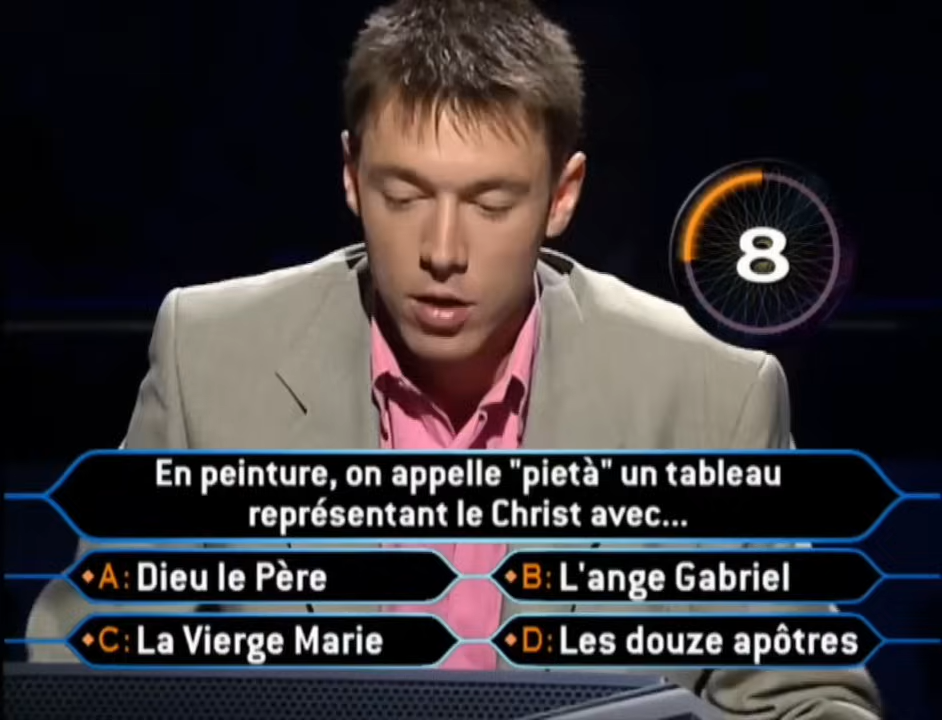 8
En peinture, on appelle "pietà" un tableau
représentant le Christ avec...
A: Dieu le Père
B: L'ange Gabriel
C: La Vierge Marie
D: Les douze apôtres